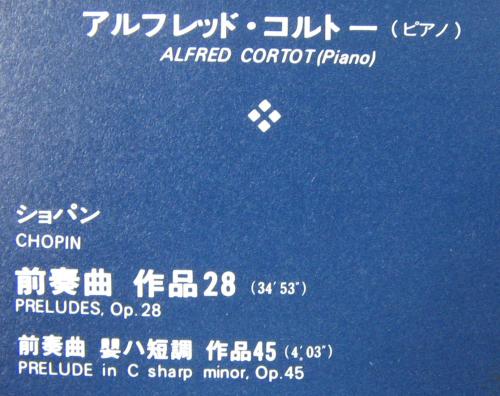 アルフレッド・コルトー(ピアノ)
ALFRED CORTOT(Piano)
ショパン
CHOPIN
前奏曲 作品28 (34′53″)
PRELUDES, Op.28
前奏曲 嬰ハ短調 作品45 (4′03″)
PRELUDE in C sharp minor, Op.45